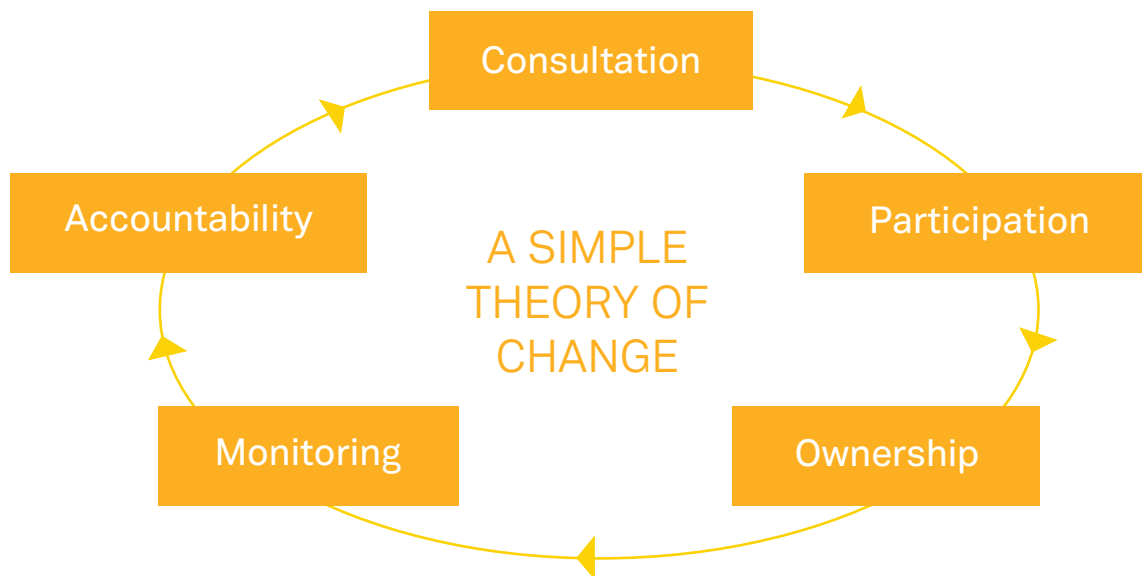 Consultation
Accountability
Participation
A SIMPLE
THEORY OF
CHANGE
Monitoring
Ownership